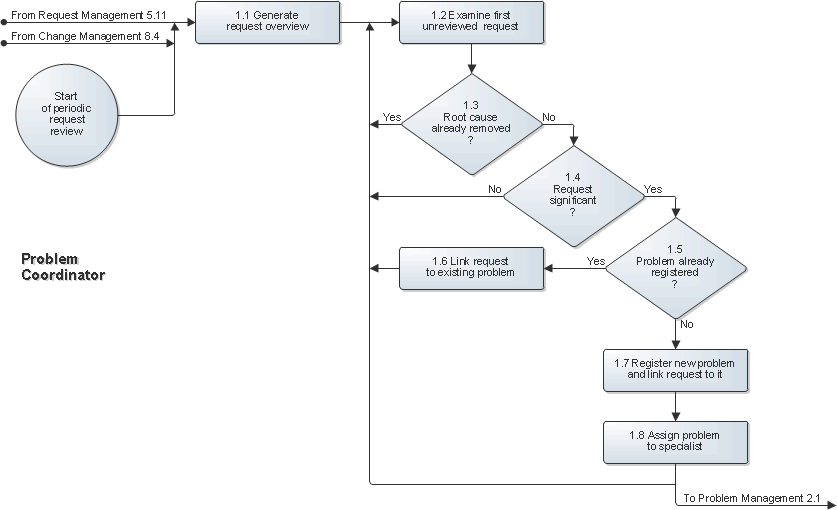 From Request Management 5.11
From Change Management 8.4
Start
of periodic
request
review
1.1 Generate
request overview
1.2 Examine first
unreviewed request
1.3
Root cause
already removed
?
Yes
No
1.4
Request
significant
?
No
Yes
1.5
Problem already
registered
?
Yes
No
1.6 Link request
to existing problem
Problem
Coordinator
1.7 Register new problem
and link request to it
1.8 Assign problem
to specialist
To Problem Management 2.1